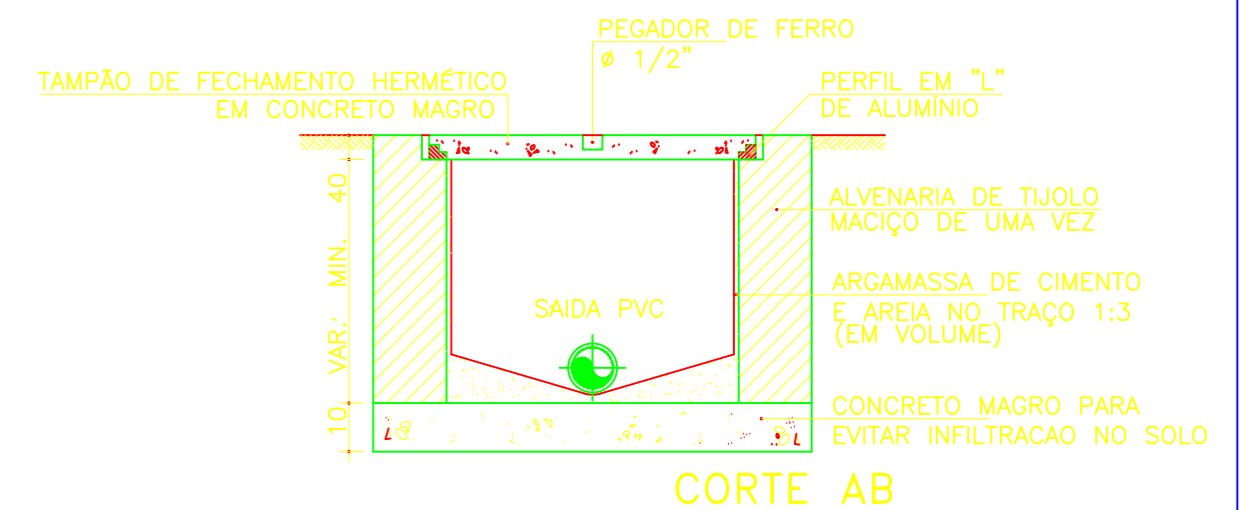 PEGADOR DE FERRO
ø 1/2"
TAMPÃO DE FECHAMENTO HERMÉTICO
EM CONCRETO MAGRO
PERFIL EM "L"
DE ALUMÍNIO
ALVENARIA DE TIJOLO
MACIÇO DE UMA VEZ
ARGAMASSA DE CIMENTO
E AREIA NO TRAÇO 1:3
(EM VOLUME)
SAIDA PVC
CONCRETO MAGRO PARA
EVITAR INFILTRACAO NO SOLO
10 VAR.' MIN. 40
L
L
CORTE AB